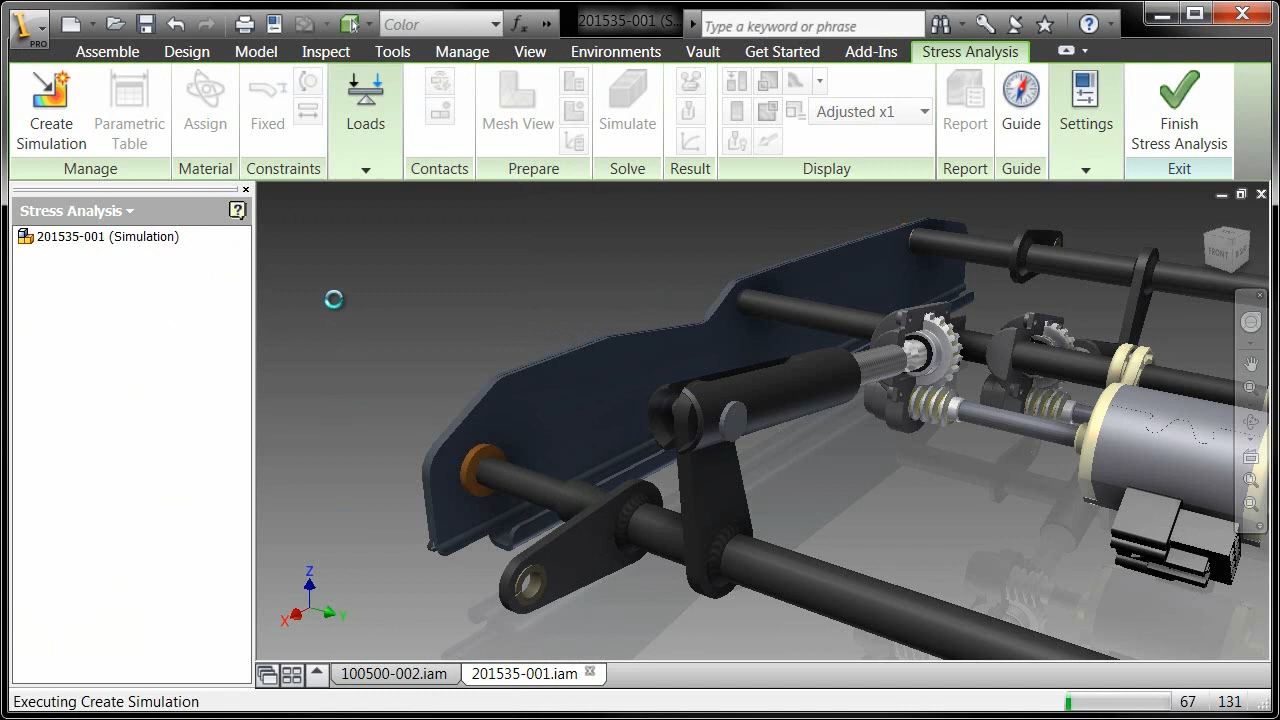 PRO
Color
201535-001 (S...
Type a keyword or phrase
Assemble Design Model Inspect Tools Manage View Environments Vault Get Started Add-Ins Stress Analysis
Create Simulation
Parametric Table
Assign
Fixed
Loads
Mesh View
Simulate
Adjusted x1
Report
Guide
Settings
Finish Stress Analysis
Manage Material Constraints Contacts Prepare Solve Result Display Report Guide Exit
Stress Analysis
201535-001 (Simulation)
FRONT
Z
X
Y
100500-002.iam 201535-001.iam
Executing Create Simulation
67 131